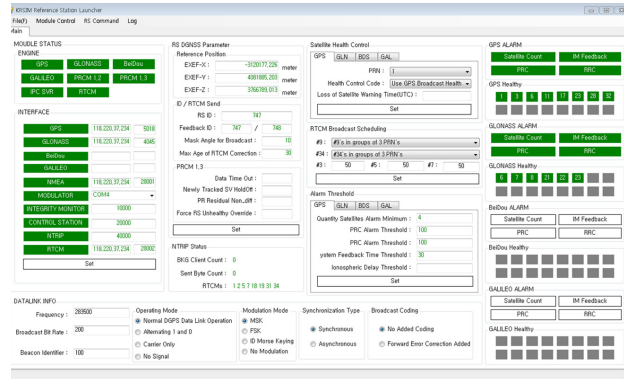 KRS2M Reference Station Launcher
File(F) Module Control RS Command Log
Main
MOUDLE STATUS
ENGINE
GPS GLONASS BeiDou
GALILEO PRCM 1,2 PRCM 1,3
IPC SVR RTCM
INTERFACE
GPS 118,220,37,234 5018
GLONASS 118,220,37,234 4045
BeiDou
GALILEO
NMEA 118,220,37,234 20001
MODULATOR COM4
INTEGRITY MONITOR 10000
CONTROL STATION 20000
NTRIP 40000
RTCM 118,220,37,234 20002
Set
RS DGNSS Parameter
Reference Position
EXEF-X : -3120177,226 meter
EXEF-Y : 4081885,203 meter
EXEF-Z : 3766789,013 meter
ID / RTCM Send
RS ID : 747
Feedback ID : 747 / 748
Mask Angle for Broadcast : 10
Max Age of RTCM Correction : 30
PRCM 1,3
Data Time Out :
Newly Tracked SV HoldOff :
PR Residual Non_diff :
Force RS Unhealthy Override :
Set
NTRIP Status
BKG Client Count : 0
Sent Byte Count : 0
RTCMs : 1 2 5 7 18 19 31 34
Satellite Health Control
GPS GLN BDS GAL
PRN : 1
Health Control Code : Use GPS Broadcast Health
Loss of Satellite Warning Time(UTC) :
Set
RTCM Broadcast Scheduling
#9 : #9's in groups of 3 PRN's
#34 : #34's in groups of 3 PRN's
#3 : 50 #5 : 50 #7 : 50
Set
Alarm Threshold
GPS GLN BDS GAL
Quantity Satellites Alarm Minimum : 4
PRC Alarm Threshold : 100
PRC Alarm Threshold : 100
ystem Feedback Time Threshold : 30
Ionospheric Delay Threshold :
Set
GPS ALARM
Satellite Count IM Feedback
PRC RRC
GPS Healthy
1 3 6 11 17 23 28 32
GLONASS ALARM
Satellite Count IM Feedback
PRC RRC
GLONASS Healthy
6 7 8 21 22 23
BeiDou ALARM
Satellite Count IM Feedback
PRC RRC
BeiDou Healthy
GALILEO ALARM
Satellite Count IM Feedback
PRC RRC
GALILEO Healthy
DATALINK INFO
Frequency : 283500
Broadcast Bit Rate : 200
Beacon Identifier : 100
Operating Mode
Normal DGPS Data Link Operation
Alternating 1 and 0
Carrier Only
No Signal
Modulation Mode
MSK
FSK
ID Morse Keying
No Modulation
Synchronization Type
Synchronous
Asynchronous
Broadcast Coding
No Added Coding
Forward Error Correction Added